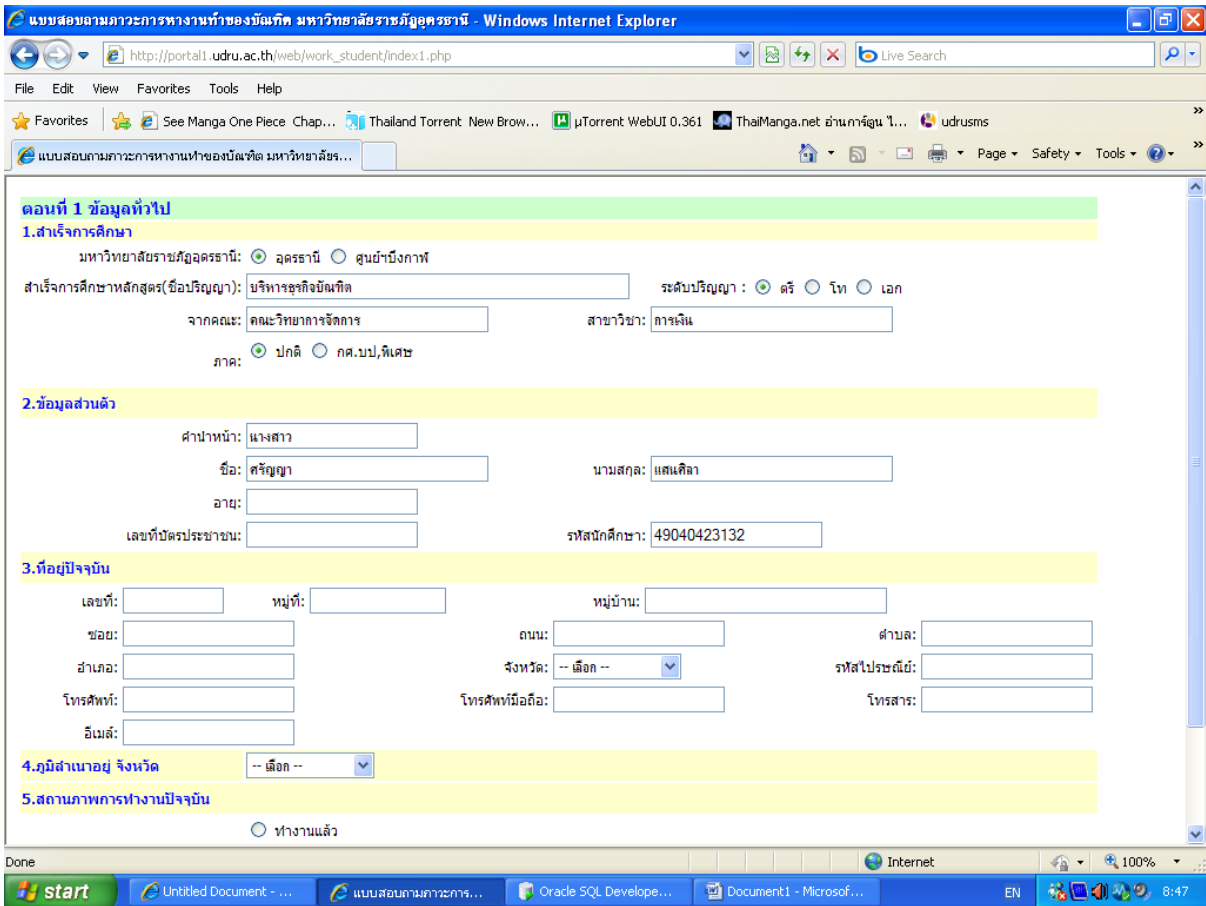 แบบสอบถามภาวะการหางานทำของบัณฑิต มหาวิทยาลัยราชภัฏอุดรธานี - Windows Internet Explorer
http://portal1.udru.ac.th/web/work_student/index1.php Live Search
File Edit View Favorites Tools Help
Favorites See Manga One Piece Chap... Thailand Torrent New Brow... µTorrent WebUI 0.361 ThaiManga.net อ่านการ์ตูน ไ... udrusms »
แบบสอบถามภาวะการหางานทำของบัณฑิต มหาวิทยาลัยร... Page Safety Tools »
ตอนที่ 1 ข้อมูลทั่วไป
1.สำเร็จการศึกษา
มหาวิทยาลัยราชภัฏอุดรธานี: อุดรธานี ศูนย์ฯบึงกาฬ
สำเร็จการศึกษาหลักสูตร(ชื่อปริญญา): บริหารธุรกิจบัณฑิต ระดับปริญญา : ตรี โท เอก
จากคณะ: คณะวิทยาการจัดการ สาขาวิชา: การเงิน
ภาค: ปกติ กศ.บป,พิเศษ
2.ข้อมูลส่วนตัว
คำนำหน้า: นางสาว
ชื่อ: ศรัญญา นามสกุล: แสนศิลา
อายุ:
เลขที่บัตรประชาชน: รหัสนักศึกษา: 49040423132
3.ที่อยู่ปัจจุบัน
เลขที่: หมู่ที่: หมู่บ้าน:
ซอย: ถนน: ตำบล:
อำเภอ: จังหวัด: -- เลือก -- รหัสไปรษณีย์:
โทรศัพท์: โทรศัพท์มือถือ: โทรสาร:
อีเมล์:
4.ภูมิลำเนาอยู่ จังหวัด -- เลือก --
5.สถานภาพการทำงานปัจจุบัน
ทำงานแล้ว
Done Internet 100%
start Untitled Document - ... แบบสอบถามภาวะการ... Oracle SQL Develope... Document1 - Microsof... EN 8:47